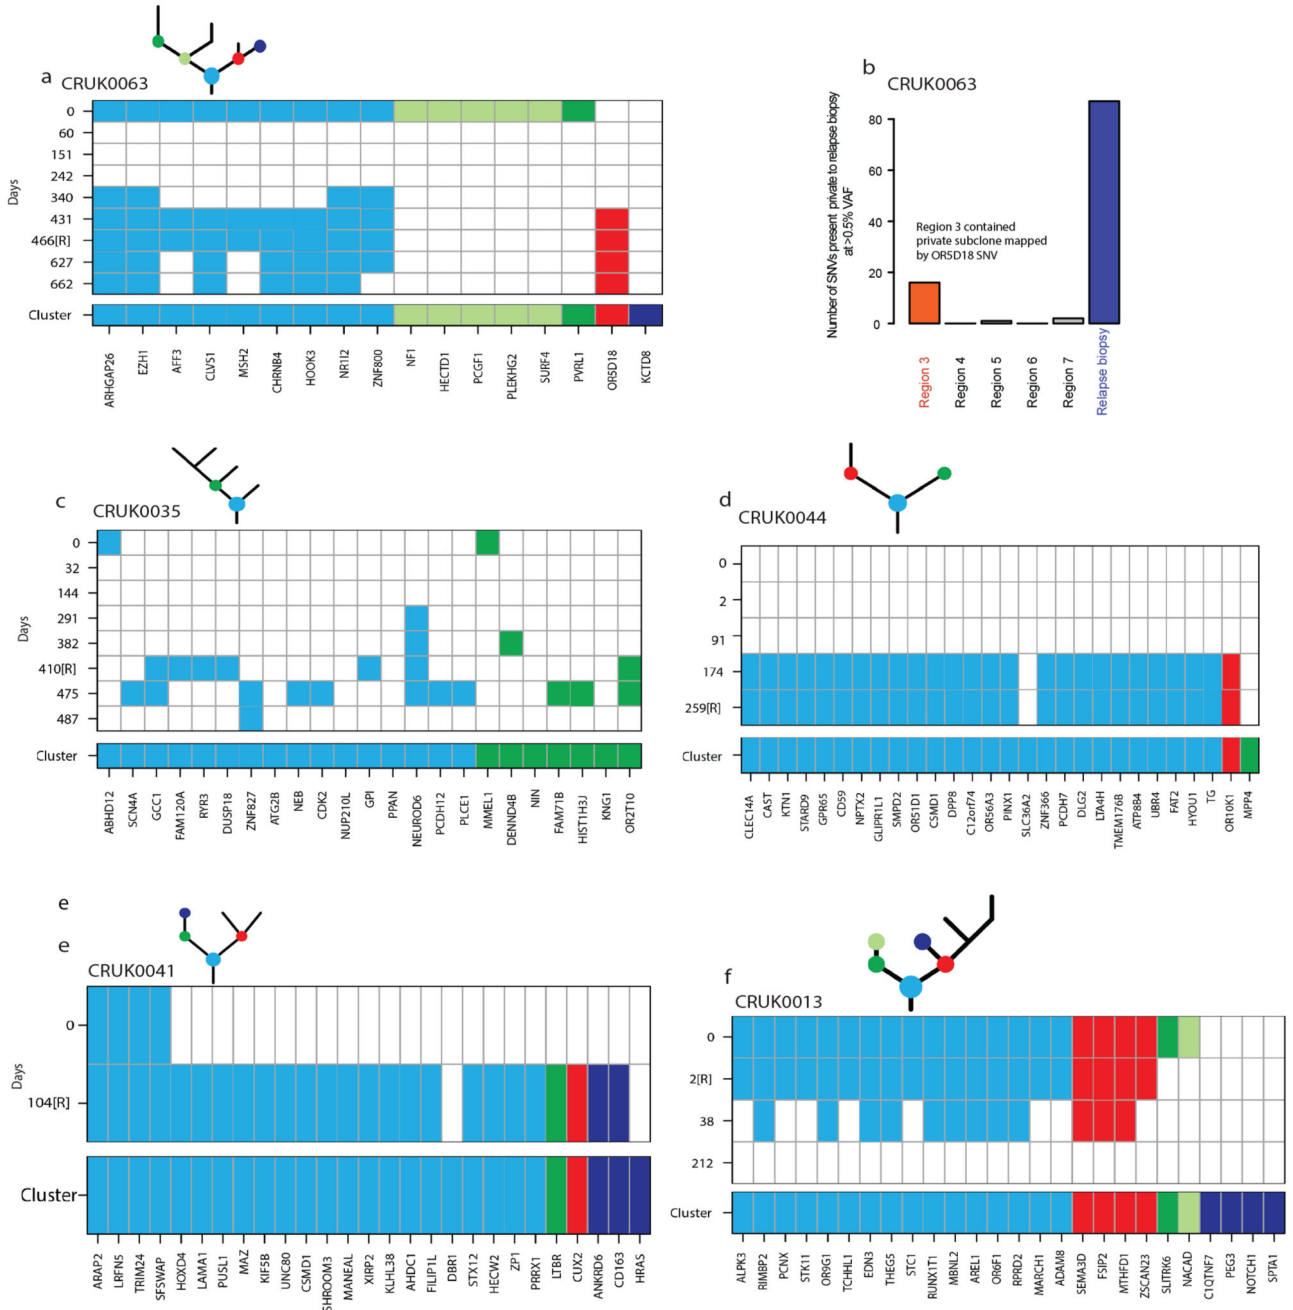 a CRUK0063
0
60
151
242
340
431
466[R]
627
662
Cluster
Days
ARHGAP26
EZH1
AFF3
CLVS1
MSH2
CHRNB4
HOOK3
NR1I2
ZNF800
NF1
HECTD1
PCGF1
PLEKHG2
SURF4
PVRL1
OR5D18
KCTD8
b
CRUK0063
Number of SNVs present private to relapse biopsy
at >0.5% VAF
80
60
40
20
0
Region 3 contained
private subclone mapped
by OR5D18 SNV
Region 3
Region 4
Region 5
Region 6
Region 7
Relapse biopsy
c
CRUK0035
0
32
144
291
382
410[R]
475
487
Cluster
Days
ABHD12
SCN4A
GCC1
FAM120A
RYR3
DUSP18
ZNF827
ATG2B
NEB
CDK2
NUP210L
GPI
PPAN
NEUROD6
PCDH12
PLCE1
MMEL1
DENND4B
NIN
FAM71B
HIST1H3J
KNG1
OR2T10
d
CRUK0044
0
2
91
174
259[R]
Cluster
CLEC14A
CAST
KTN1
STARD9
GPR65
CD59
NPTX2
GLIPR1L1
SMPD2
OR51D1
CSMD1
DPP8
C12orf74
OR56A3
PINX1
SLC36A2
ZNF366
PCDH7
DLG2
LTA4H
TMEM176B
ATP8B4
UBR4
FAT2
HYOU1
TG
OR10K1
MPP4
e
e
CRUK0041
0
104[R]
Cluster
Days
ARAP2
LRFN5
TRIM24
SFSWAP
HOXD4
LAMA1
PUSL1
MAZ
KIF5B
UNC80
CSMD1
SHROOM3
MANEAL
XIRP2
KLHL38
AHDC1
FILIP1L
DBR1
STX12
HECW2
ZP1
PRRX1
LTBR
CUX2
ANKRD6
CD163
HRAS
f
CRUK0013
0
2[R]
38
212
Cluster
ALPK3
RIMBP2
PCNX
STK11
OR9G1
TCHHL1
EDN3
THEG5
STC1
RUNX1T1
MBNL2
AREL1
OR6F1
RPRD2
MARCH1
ADAM8
SEMA3D
FSIP2
MTHFD1
ZSCAN23
SLITRK6
NACAD
C1QTNF7
PEG3
NOTCH1
SPTA1